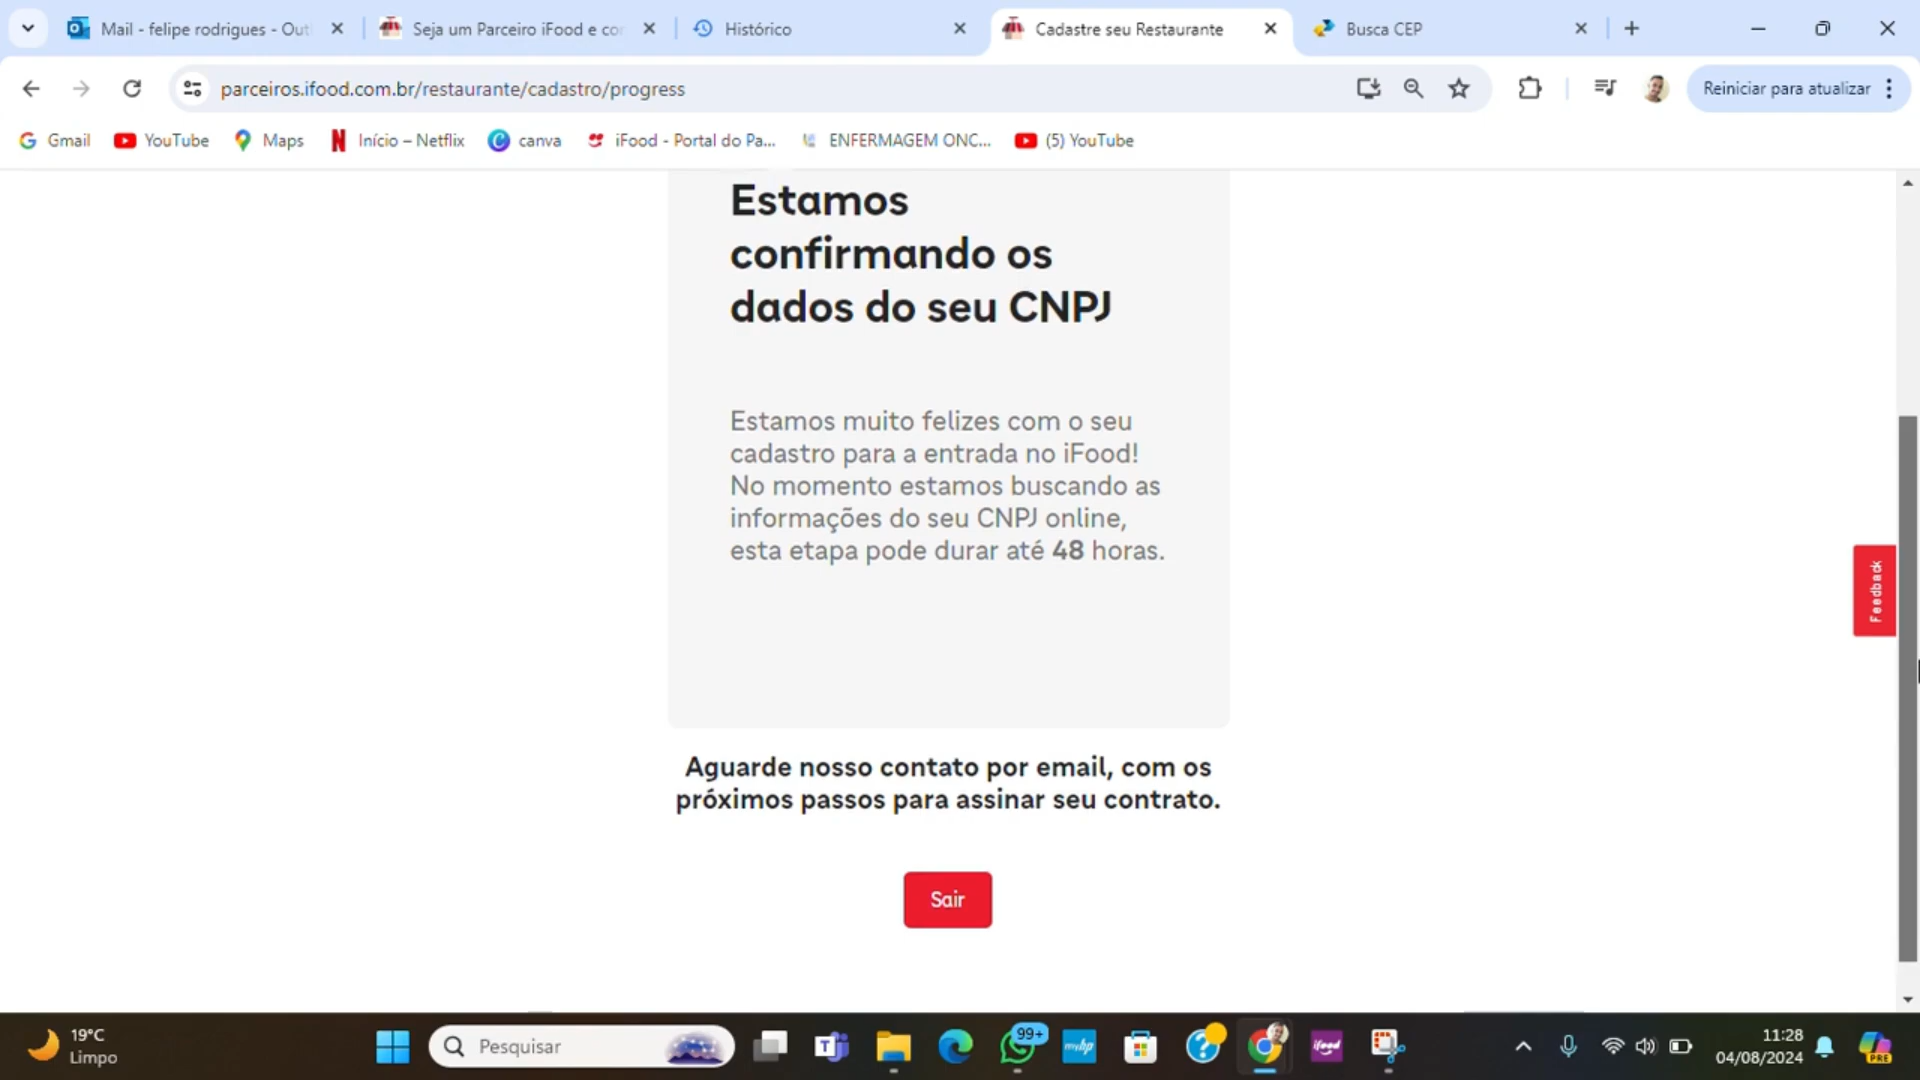 Mail - felipe rodrigues - Out
Seja um Parceiro iFood e cor
Histórico
Cadastre seu Restaurante
Busca CEP
parceiros.ifood.com.br/restaurante/cadastro/progress
Reiniciar para atualizar
Gmail
YouTube
Maps
Início – Netflix
canva
iFood - Portal do Pa...
ENFERMAGEM ONC...
(5) YouTube
Estamos
confirmando os
dados do seu CNPJ
Estamos muito felizes com o seu
cadastro para a entrada no iFood!
No momento estamos buscando as
informações do seu CNPJ online,
esta etapa pode durar até 48 horas.
Feedback
Aguarde nosso contato por email, com os
próximos passos para assinar seu contrato.
Sair
19°C
Limpo
Pesquisar
99+
myhp
ifood
11:28
04/08/2024
PRE